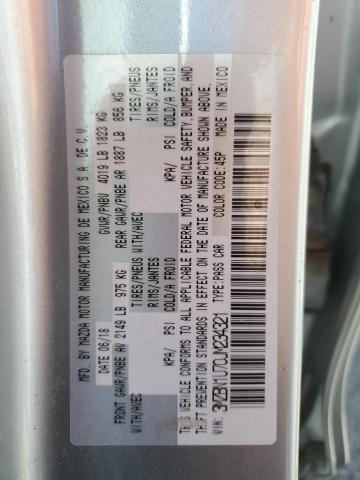 MFD. BY MAZDA MOTOR MANUFACTURING DE MEXICO S.A. DE C.V.
DATE 06/18 GVWR/PNBV 4019 LB 1823 KG
FRONT GAWR/PNBE AV 2149 LB 975 KG REAR GAWR/PNBE AR 1887 LB 856 KG
WITH/AVEC TIRES/PNEUS WITH/AVEC TIRES/PNEUS
RIMS/JANTES RIMS/JANTES
KPA/ PSI COLD/A FROID KPA/ PSI COLD/A FROID
THIS VEHICLE CONFORMS TO ALL APPLICABLE FEDERAL MOTOR VEHICLE SAFETY, BUMPER, AND
THEFT PREVENTION STANDARDS IN EFFECT ON THE DATE OF MANUFACTURE SHOWN ABOVE.
COLOR CODE: 45P MADE IN MEXICO
VIN: TYPE: PASS CAR